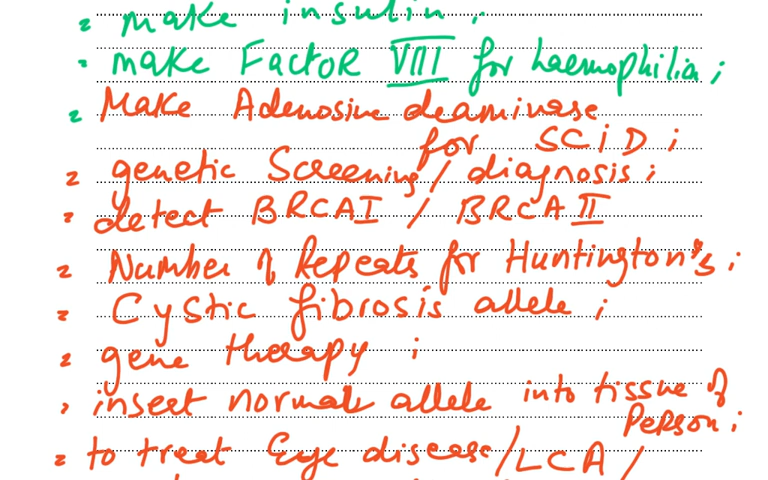 make insulin ;
make Factor VIII for haemophilia ;
Make Adenosine deaminase
for SCiD ;
genetic Screening / diagnosis ;
detect BRCAI / BRCA II
Number of Repeats for Huntington's ;
Cystic fibrosis allele ;
gene therapy ;
insert normal allele into tissue of
Person ;
to treat Eye disease/LCA/